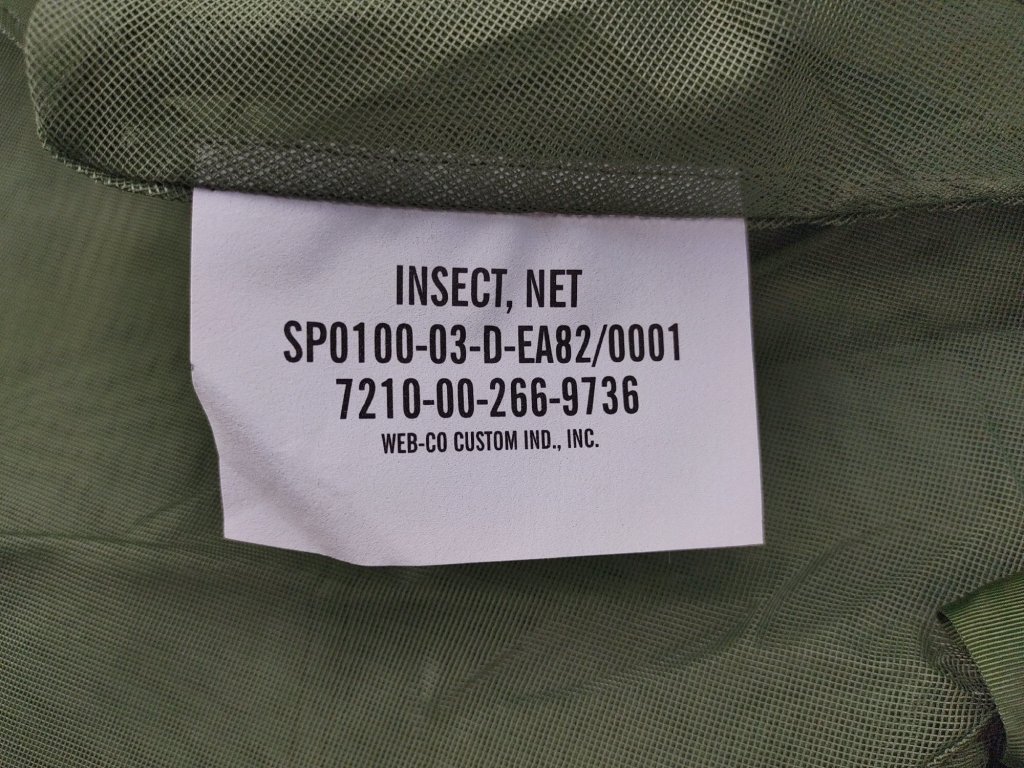 INSECT, NET
SP0100-03-D-EA82/0001
7210-00-266-9736
WEB-CO CUSTOM IND., INC.